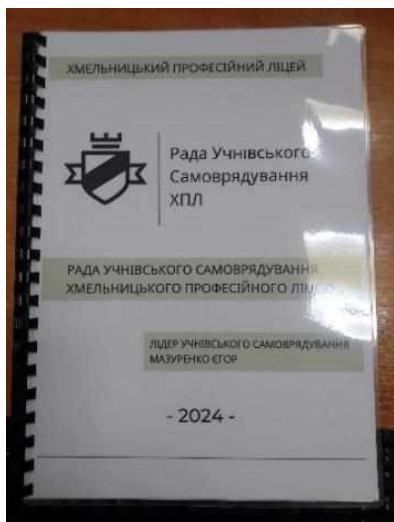 ХМЕЛЬНИЦЬКИЙ ПРОФЕСІЙНИЙ ЛІЦЕЙ
Рада Учнівського
Самоврядування
ХПЛ
РАДА УЧНІВСЬКОГО САМОВРЯДУВАННЯ
ХМЕЛЬНИЦЬКОГО ПРОФЕСІЙНОГО
ЛІДЕР УЧНІВСЬКОГО САМОВРЯДУВАННЯ
МАЗУРЕНКО ЄГОР
- 2024 -